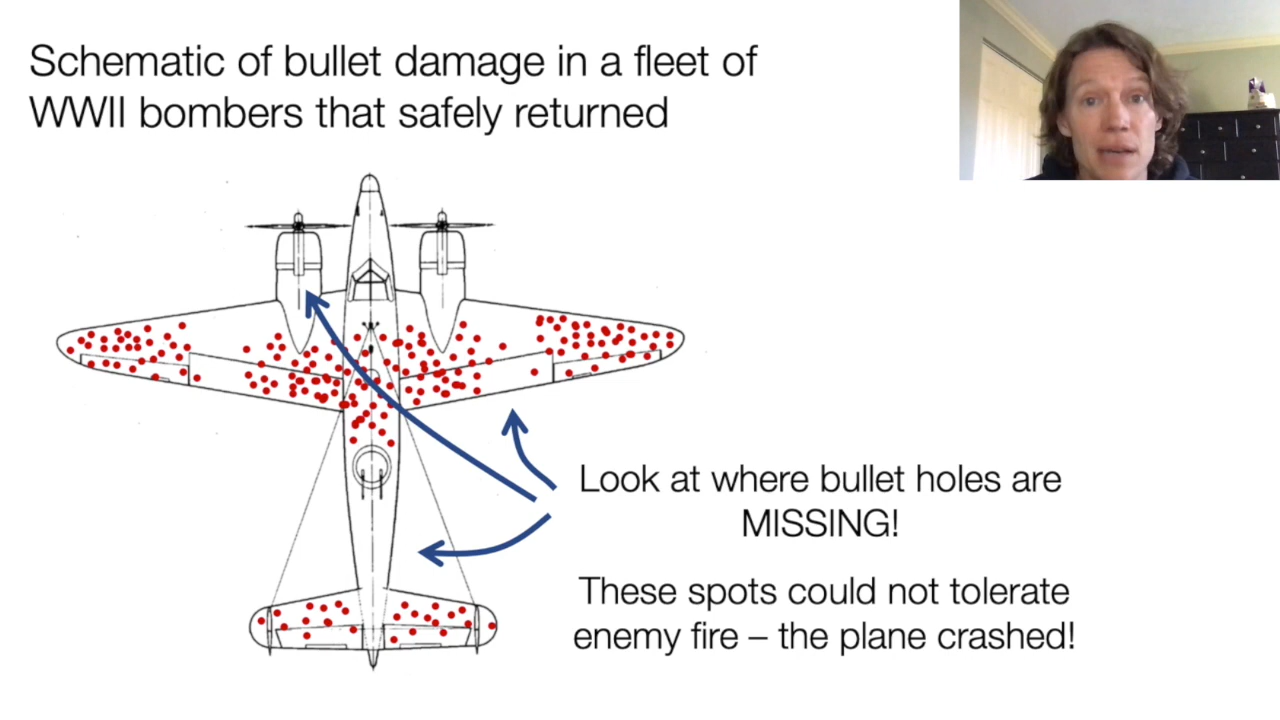 Schematic of bullet damage in a fleet of
WWII bombers that safely returned
Look at where bullet holes are
MISSING!
These spots could not tolerate
enemy fire – the plane crashed!